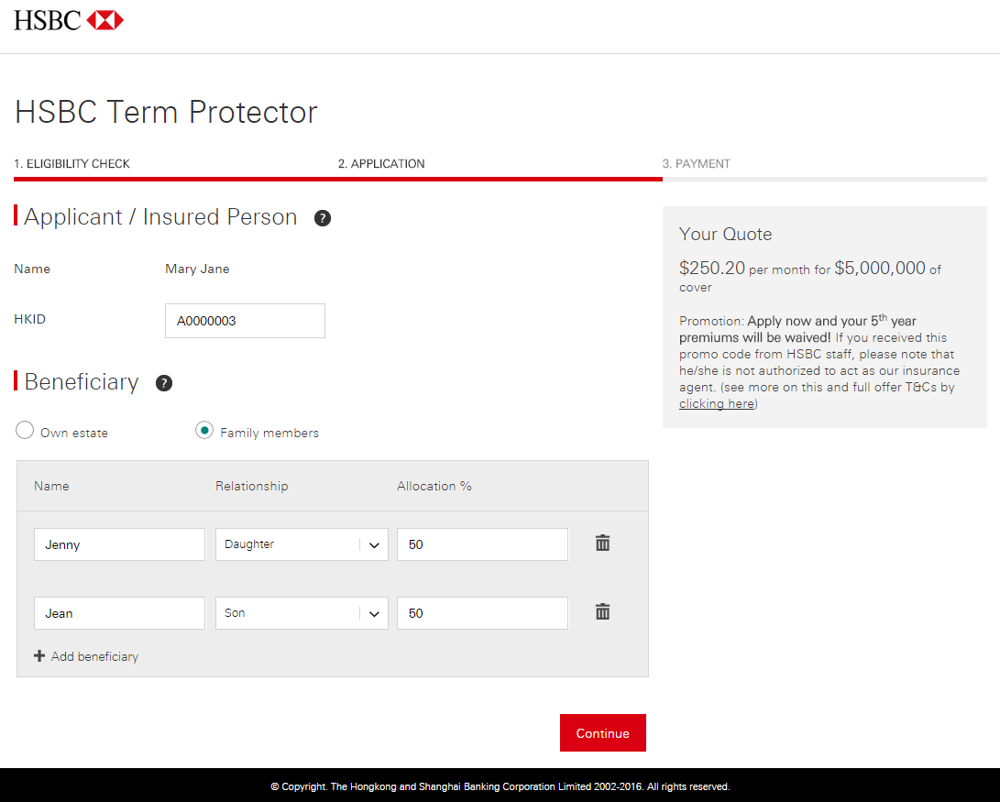 HSBC
HSBC Term Protector
1. ELIGIBILITY CHECK
2. APPLICATION
3. PAYMENT
Applicant / Insured Person ?
Name Mary Jane
HKID A0000003
Beneficiary ?
Own estate Family members
Name Relationship Allocation %
Jenny Daughter 50
Jean Son 50
+ Add beneficiary
Continue
Your Quote
$250.20 per month for $5,000,000 of
cover
Promotion: Apply now and your 5th year
premiums will be waived! If you received this
promo code from HSBC staff, please note that
he/she is not authorized to act as our insurance
agent. (see more on this and full offer T&Cs by
clicking here)
© Copyright. The Hongkong and Shanghai Banking Corporation Limited 2002-2016. All rights reserved.